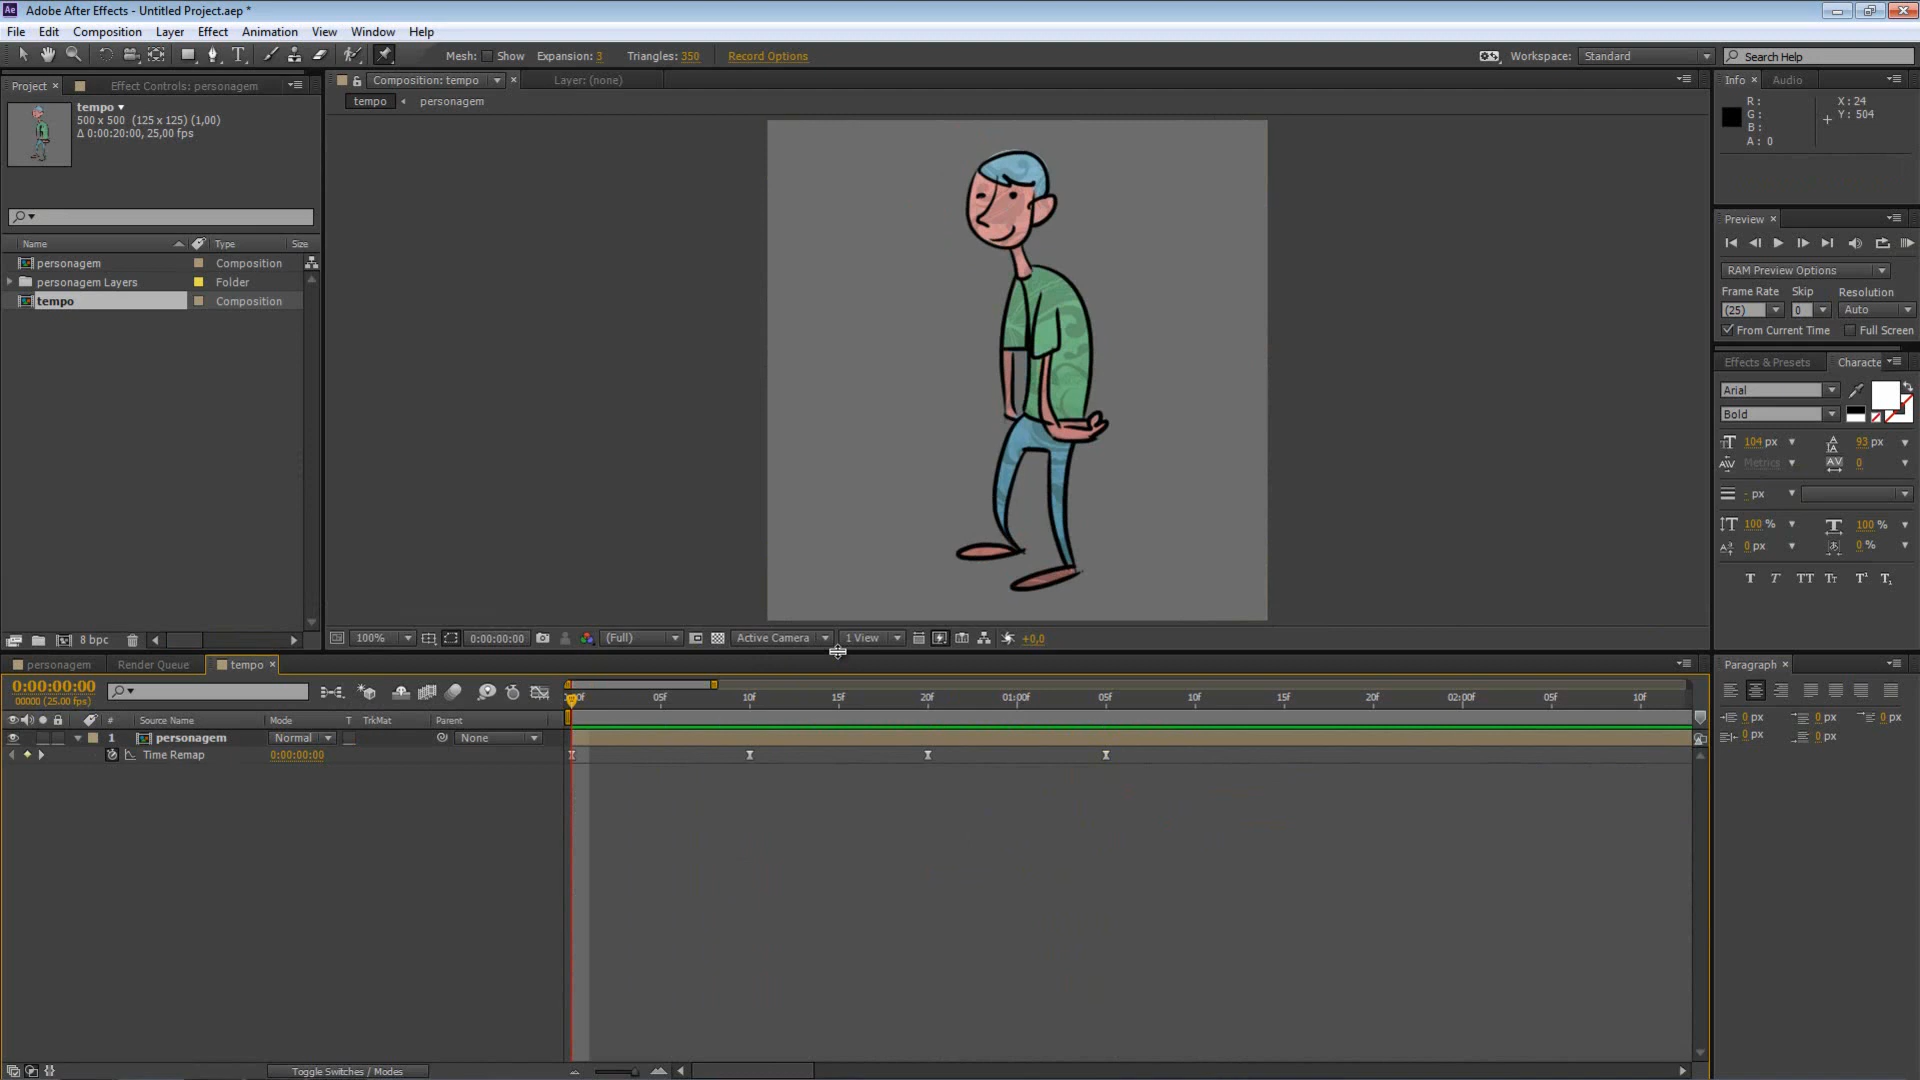 Adobe After Effects - Untitled Project.aep *
File Edit Composition Layer Effect Animation View Window Help
Mesh: Show Expansion: 3 Triangles: 350 Record Options Workspace: Standard Search Help
Project Effect Controls: personagem
Composition: tempo Layer: (none)
Info Audio
tempo
500 x 500 (125 x 125) (1,00)
Δ 0:00:20:00, 25,00 fps
tempo personagem
R: X: 24
G: Y: 504
B:
A: 0
Preview
Name Type Size
personagem Composition
personagem Layers Folder
tempo Composition
RAM Preview Options
Frame Rate Skip Resolution
(25) 0 Auto
From Current Time Full Screen
Effects & Presets Characte
Arial
Bold
104 px 93 px
Metrics 0
- px
100 % 100 %
0 px 0 %
T T TT Tt T¹ T₁
8 bpc
100% 0:00:00:00 (Full) Active Camera 1 View +0,0
personagem Render Queue tempo
Paragraph
0:00:00:00
00000 (25.00 fps)
05f 10f 15f 20f 01:00f 05f 10f 15f 20f 02:00f 05f 10f
# Source Name Mode T TrkMat Parent
1 personagem Normal None
Time Remap 0:00:00:00
0 px 0 px 0 px
0 px 0 px
Toggle Switches / Modes